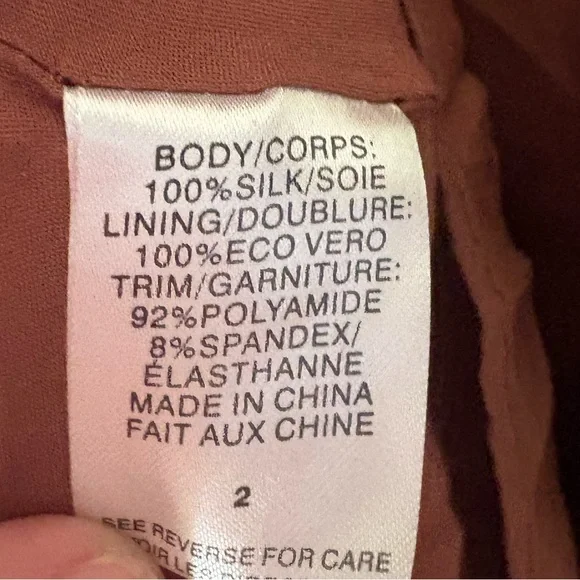 BODY/CORPS:
100%SILK/SOIE
LINING/DOUBLURE:
100%ECO VERO
TRIM/GARNITURE:
92%POLYAMIDE
8%SPANDEX/
ÉLASTHANNE
MADE IN CHINA
FAIT AUX CHINE
2
SEE REVERSE FOR CARE